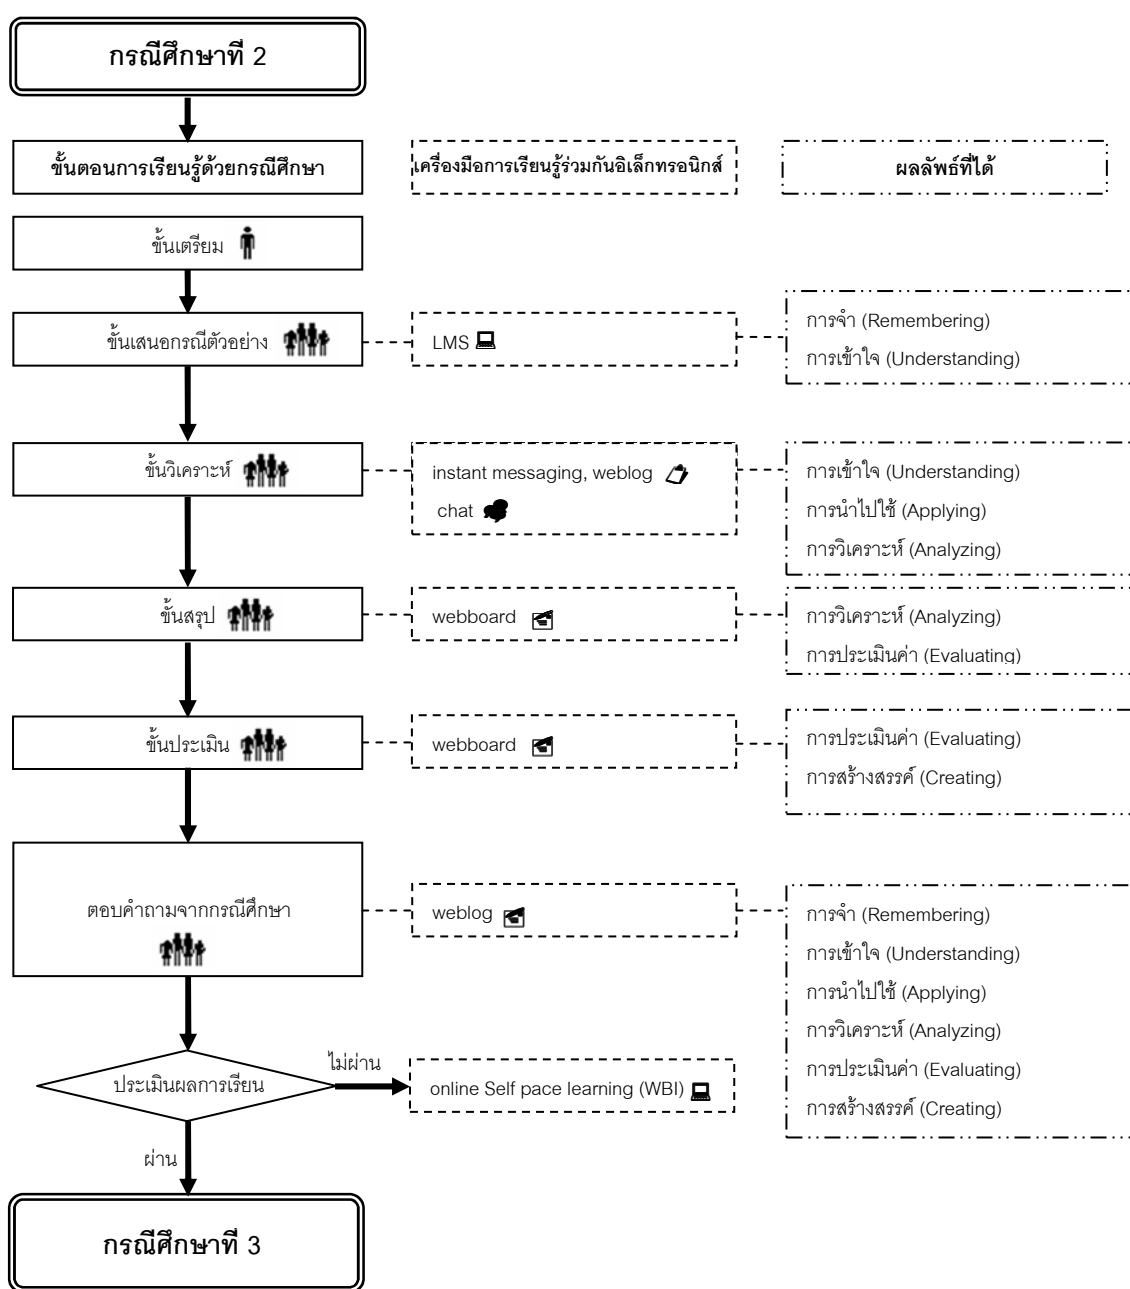 กรณีศึกษาที่ 2
ขั้นตอนการเรียนรู้ด้วยกรณีศึกษา
เครื่องมือการเรียนรู้ร่วมกันอิเล็กทรอนิกส์
ผลลัพธ์ที่ได้
ขั้นเตรียม
ขั้นเสนอกรณีตัวอย่าง
LMS
การจำ (Remembering)
การเข้าใจ (Understanding)
ขั้นวิเคราะห์
instant messaging, weblog
chat
การเข้าใจ (Understanding)
การนำไปใช้ (Applying)
การวิเคราะห์ (Analyzing)
ขั้นสรุป
webboard
การวิเคราะห์ (Analyzing)
การประเมินค่า (Evaluating)
ขั้นประเมิน
webboard
การประเมินค่า (Evaluating)
การสร้างสรรค์ (Creating)
ตอบคำถามจากกรณีศึกษา
weblog
การจำ (Remembering)
การเข้าใจ (Understanding)
การนำไปใช้ (Applying)
การวิเคราะห์ (Analyzing)
การประเมินค่า (Evaluating)
การสร้างสรรค์ (Creating)
ประเมินผลการเรียน
ไม่ผ่าน
online Self pace learning (WBI)
ผ่าน
กรณีศึกษาที่ 3